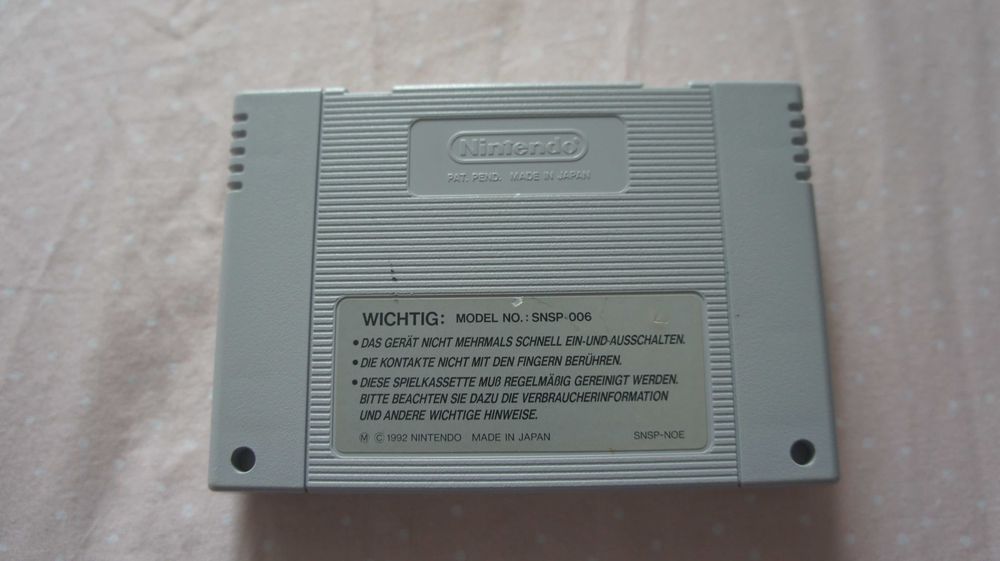 Nintendo®
PAT. PEND. MADE IN JAPAN
WICHTIG: MODEL NO.: SNSP-006
• DAS GERÄT NICHT MEHRMALS SCHNELL EIN-UND-AUSSCHALTEN.
• DIE KONTAKTE NICHT MIT DEN FINGERN BERÜHREN.
• DIESE SPIELKASSETTE MUß REGELMÄßIG GEREINIGT WERDEN.
BITTE BEACHTEN SIE DAZU DIE VERBRAUCHERINFORMATION
UND ANDERE WICHTIGE HINWEISE.
Ⓜ © 1992 NINTENDO MADE IN JAPAN SNSP-NOE